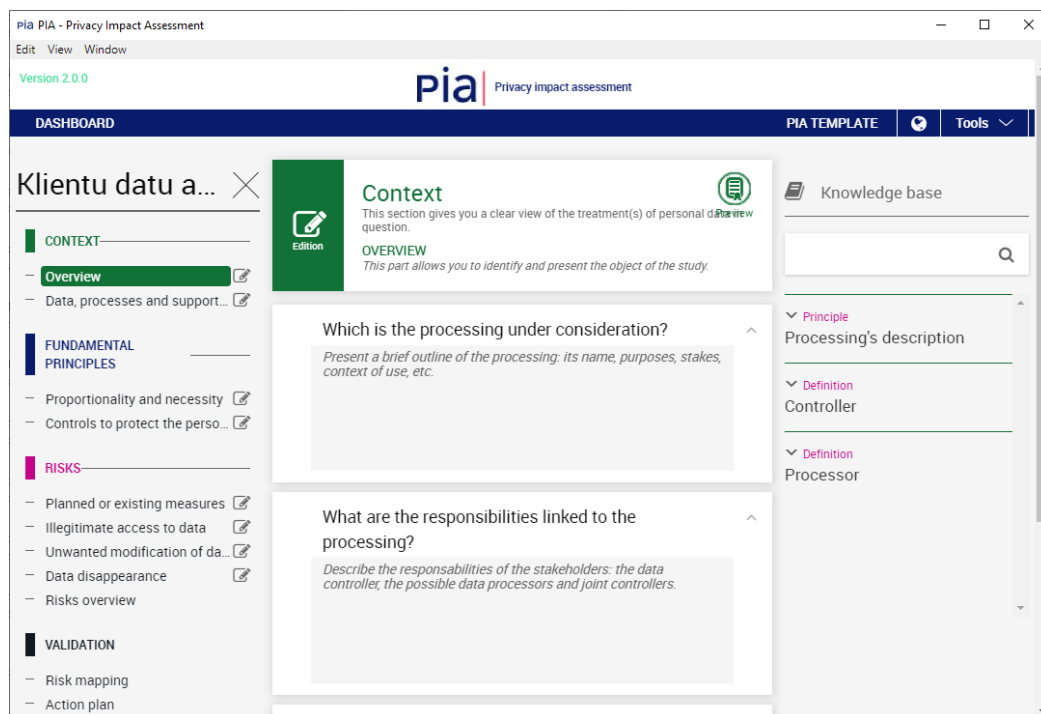 PIA PIA - Privacy Impact Assessment
Edit View Window
Version 2.0.0
pia Privacy impact assessment
DASHBOARD
PIA TEMPLATE
Tools
Klientu datu a...
CONTEXT
Overview
Data, processes and support...
FUNDAMENTAL
PRINCIPLES
Proportionality and necessity
Controls to protect the perso...
RISKS
Planned or existing measures
Illegitimate access to data
Unwanted modification of da...
Data disappearance
Risks overview
VALIDATION
Risk mapping
Action plan
Edition
Context
Preview
This section gives you a clear view of the treatment(s) of personal data in
question.
OVERVIEW
This part allows you to identify and present the object of the study.
Which is the processing under consideration?
Present a brief outline of the processing: its name, purposes, stakes,
context of use, etc.
What are the responsibilities linked to the
processing?
Describe the responsabilities of the stakeholders: the data
controller, the possible data processors and joint controllers.
Knowledge base
Principle
Processing's description
Definition
Controller
Definition
Processor